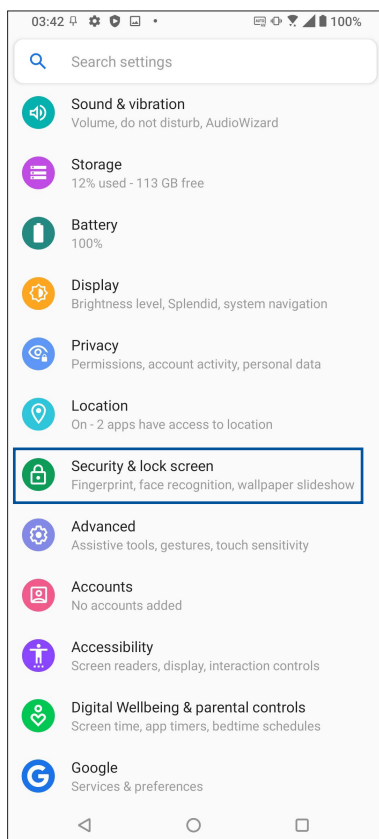 03:42
100%
Search settings
Sound & vibration
Volume, do not disturb, AudioWizard
Storage
12% used - 113 GB free
Battery
100%
Display
Brightness level, Splendid, system navigation
Privacy
Permissions, account activity, personal data
Location
On - 2 apps have access to location
Security & lock screen
Fingerprint, face recognition, wallpaper slideshow
Advanced
Assistive tools, gestures, touch sensitivity
Accounts
No accounts added
Accessibility
Screen readers, display, interaction controls
Digital Wellbeing & parental controls
Screen time, app timers, bedtime schedules
Google
Services & preferences